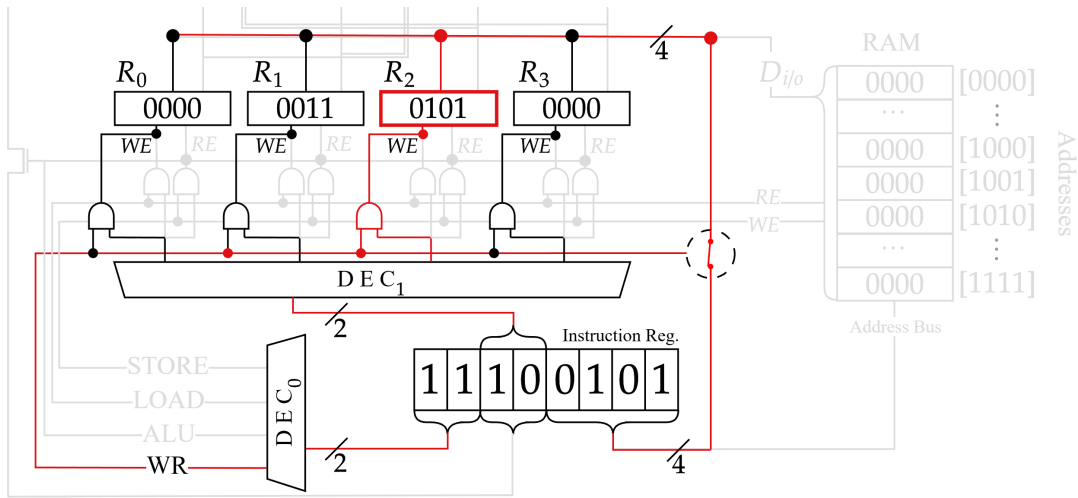 4
RAM
R0 R1 R2 R3
Di/o
0000 0011 0101 0000
0000 [0000]
...
WE RE WE RE WE RE WE RE
0000 [1000]
0000 [1001]
0000 [1010]
...
0000 [1111]
Addresses
RE
WE
DEC1
2
Address Bus
Instruction Reg.
1 1 1 0 0 1 0 1
STORE
LOAD
ALU
WR
DEC0
2
4